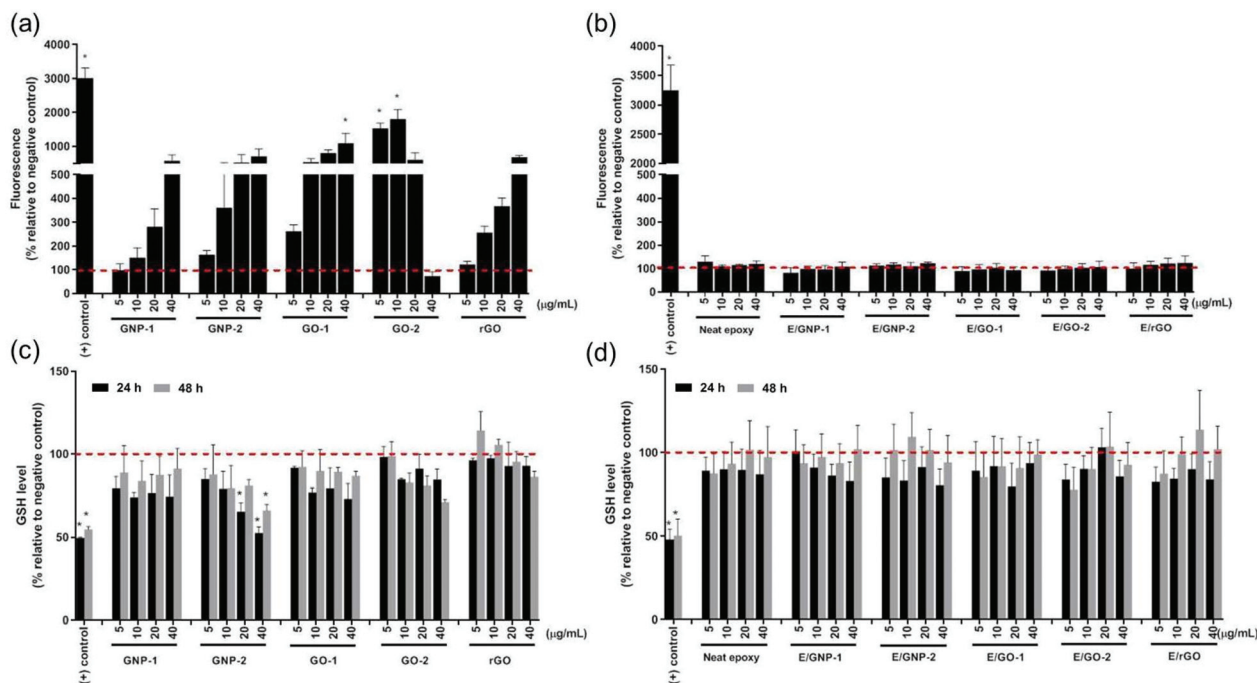 (a)
Fluorescence
(% relative to negative control)
4000
3000
2000
1000
500
400
300
200
100
0
*
* * *
(+) control
5 10 20 40 5 10 20 40 5 10 20 40 5 10 20 40 5 10 20 40 (μg/mL)
GNP-1 GNP-2 GO-1 GO-2 rGO
(b)
Fluorescence
(% relative to negative control)
4000
3500
3000
2500
2000
500
400
300
200
100
0
*
(+) control
5 10 20 40 5 10 20 40 5 10 20 40 5 10 20 40 5 10 20 40 5 10 20 40 (μg/mL)
Neat epoxy E/GNP-1 E/GNP-2 E/GO-1 E/GO-2 E/rGO
(c)
GSH level
(% relative to negative control)
150
100
50
0
24 h 48 h
* * * * *
(+) control
5 10 20 40 5 10 20 40 5 10 20 40 5 10 20 40 5 10 20 40 (μg/mL)
GNP-1 GNP-2 GO-1 GO-2 rGO
(d)
GSH level
(% relative to negative control)
150
100
50
0
24 h 48 h
* *
(+) control
5 10 20 40 5 10 20 40 5 10 20 40 5 10 20 40 5 10 20 40 5 10 20 40 (μg/mL)
Neat epoxy E/GNP-1 E/GNP-2 E/GO-1 E/GO-2 E/rGO